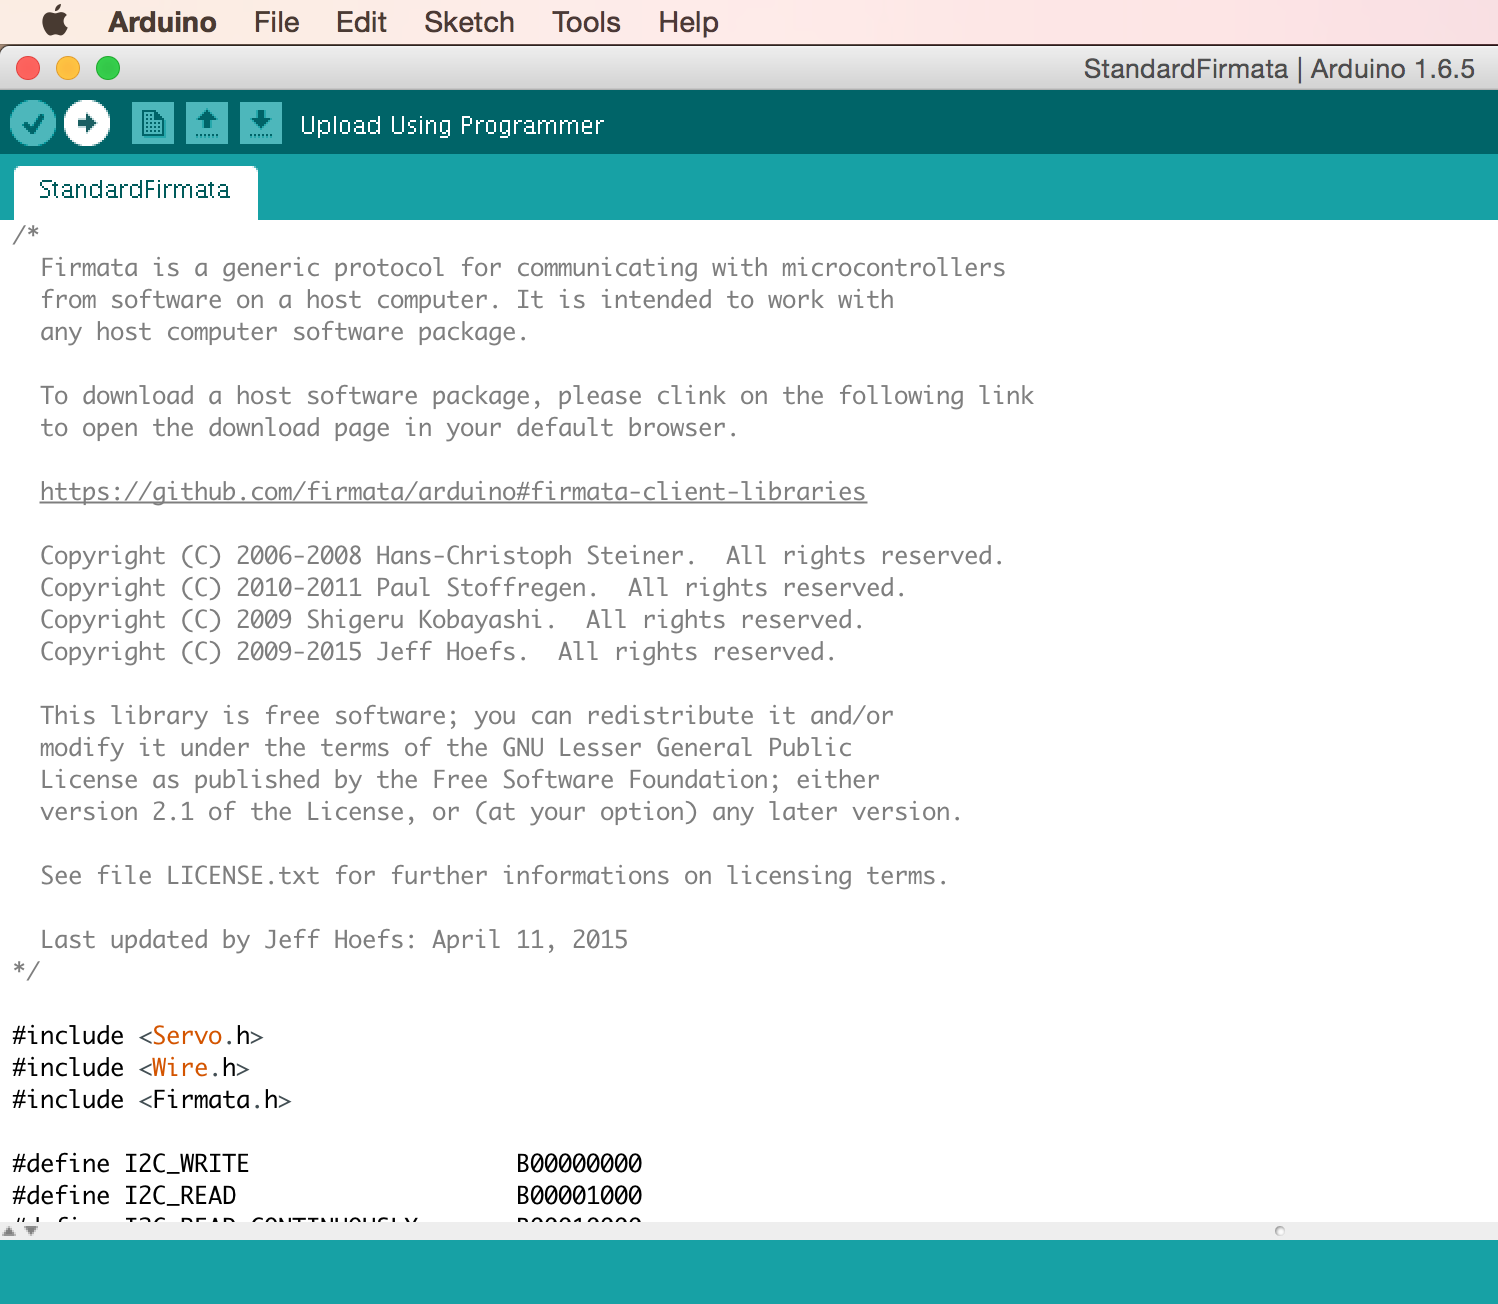 Arduino File Edit Sketch Tools Help
StandardFirmata | Arduino 1.6.5
Upload Using Programmer
StandardFirmata
/*
Firmata is a generic protocol for communicating with microcontrollers
from software on a host computer. It is intended to work with
any host computer software package.
To download a host software package, please clink on the following link
to open the download page in your default browser.
https://github.com/firmata/arduino#firmata-client-libraries
Copyright (C) 2006-2008 Hans-Christoph Steiner.  All rights reserved.
Copyright (C) 2010-2011 Paul Stoffregen.  All rights reserved.
Copyright (C) 2009 Shigeru Kobayashi.  All rights reserved.
Copyright (C) 2009-2015 Jeff Hoefs.  All rights reserved.
This library is free software; you can redistribute it and/or
modify it under the terms of the GNU Lesser General Public
License as published by the Free Software Foundation; either
version 2.1 of the License, or (at your option) any later version.
See file LICENSE.txt for further informations on licensing terms.
Last updated by Jeff Hoefs: April 11, 2015
*/
#include <Servo.h>
#include <Wire.h>
#include <Firmata.h>
#define I2C_WRITE B00000000
#define I2C_READ B00001000
#define I2C_READ_CONTINUOUSLY B00010000